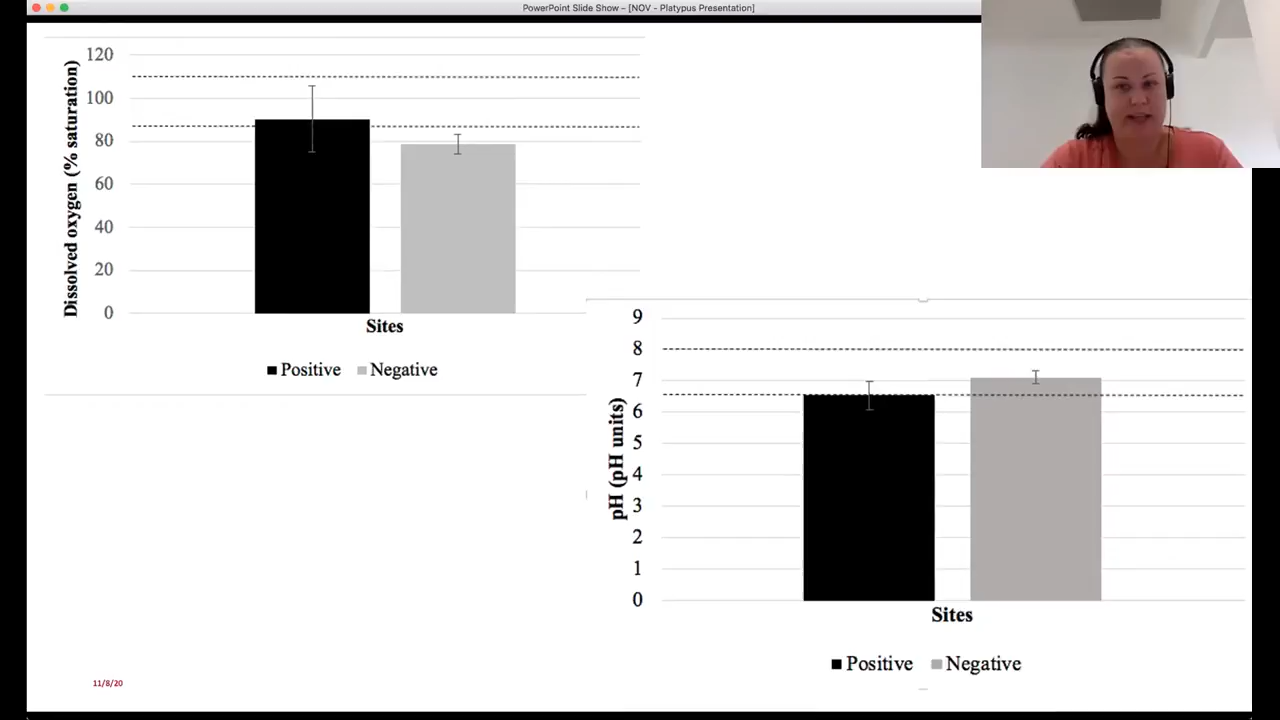 PowerPoint Slide Show – [NOV - Platypus Presentation]
Dissolved oxygen (% saturation)
120
100
80
60
40
20
0
Sites
Positive Negative
pH (pH units)
9
8
7
6
5
4
3
2
1
0
Sites
Positive Negative
11/8/20